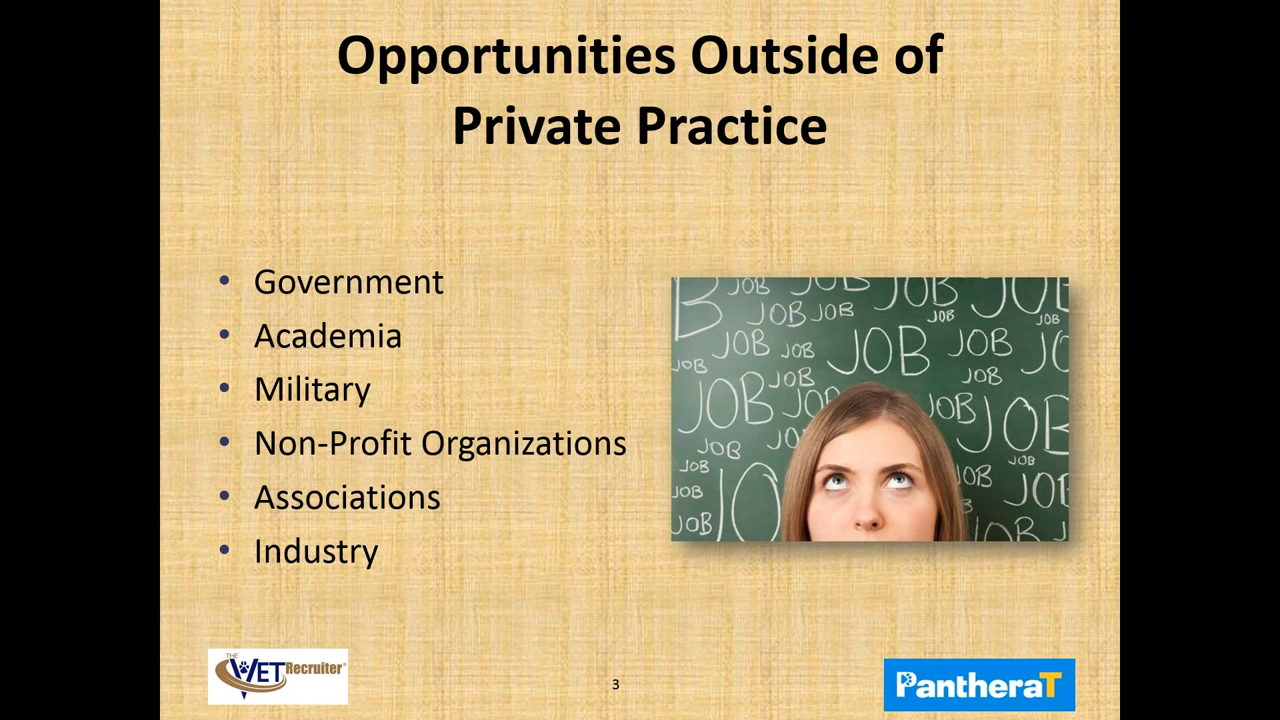 Opportunities Outside of
Private Practice
• Government
• Academia
• Military
• Non-Profit Organizations
• Associations
• Industry
JOB JOB JOB JOB
JOB JOB JOB JOB
JOB JOB JOB JOB
JOB JOB JOB
JOB JOB JOB JOB
JOB JOB
JOB JOB
JOB JOB JOB
JOB JOB
THE
VET Recruiter®
3
PantheraT